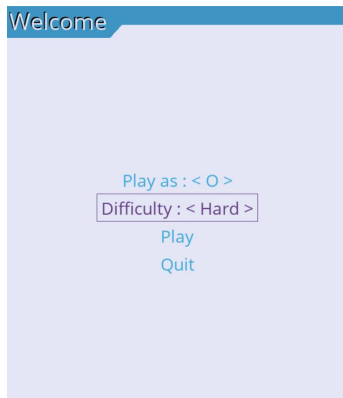 Welcome
Play as : < O >
Difficulty : < Hard >
Play
Quit